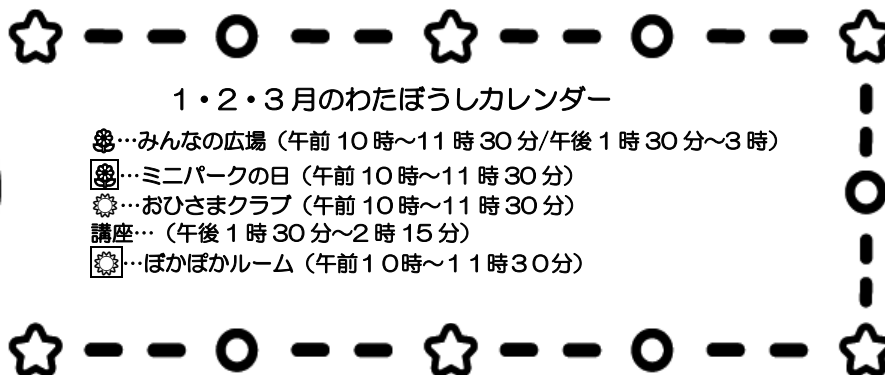 1・2・3月のわたぼうしカレンダー
…みんなの広場（午前10時～11時30分/午後1時30分～3時）
…ミニパークの日（午前10時～11時30分）
…おひさまクラブ（午前10時～11時30分）
講座…（午後1時30分～2時15分）
…ぽかぽかルーム（午前１０時～１１時３０分）